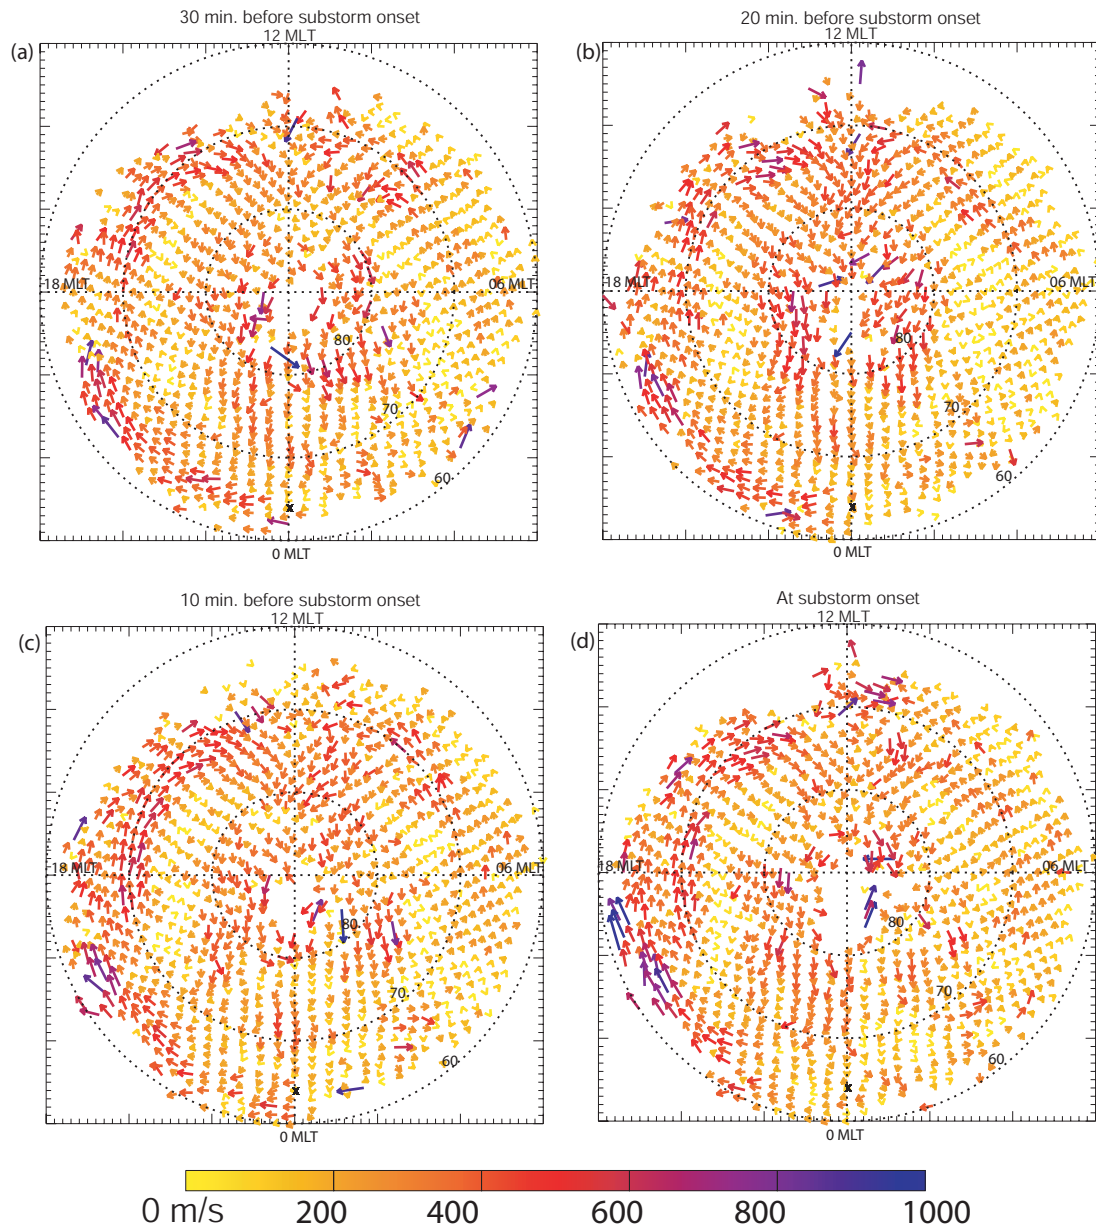 30 min. before substorm onset
12 MLT
(a)
18 MLT
06 MLT
80
70
60
x
0 MLT
20 min. before substorm onset
12 MLT
(b)
18 MLT
06 MLT
80
70
60
x
0 MLT
10 min. before substorm onset
12 MLT
(c)
18 MLT
06 MLT
80
70
60
x
0 MLT
At substorm onset
12 MLT
(d)
18 MLT
06 MLT
80
70
60
x
0 MLT
0 m/s 200 400 600 800 1000